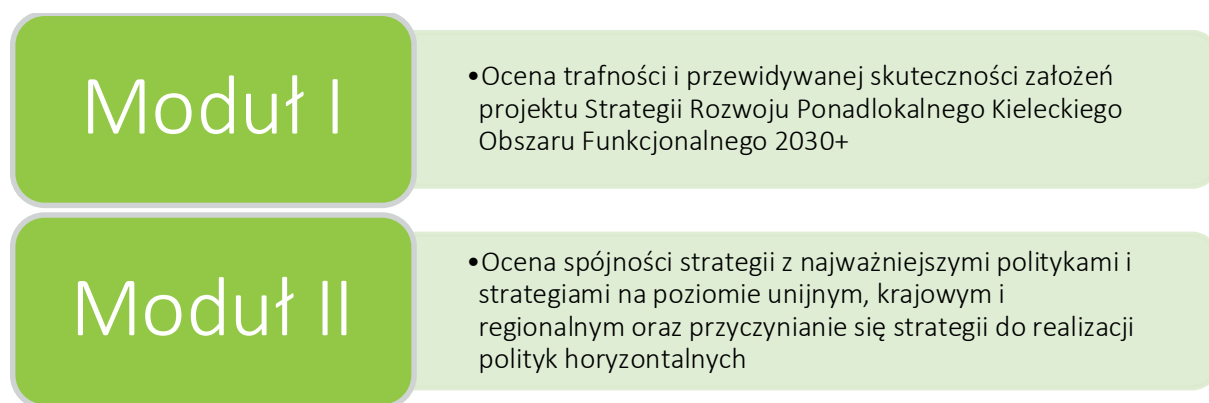 Moduł I
•Ocena trafności i przewidywanej skuteczności założeń
projektu Strategii Rozwoju Ponadlokalnego Kieleckiego
Obszaru Funkcjonalnego 2030+
Moduł II
•Ocena spójności strategii z najważniejszymi politykami i
strategiami na poziomie unijnym, krajowym i
regionalnym oraz przyczynianie się strategii do realizacji
polityk horyzontalnych